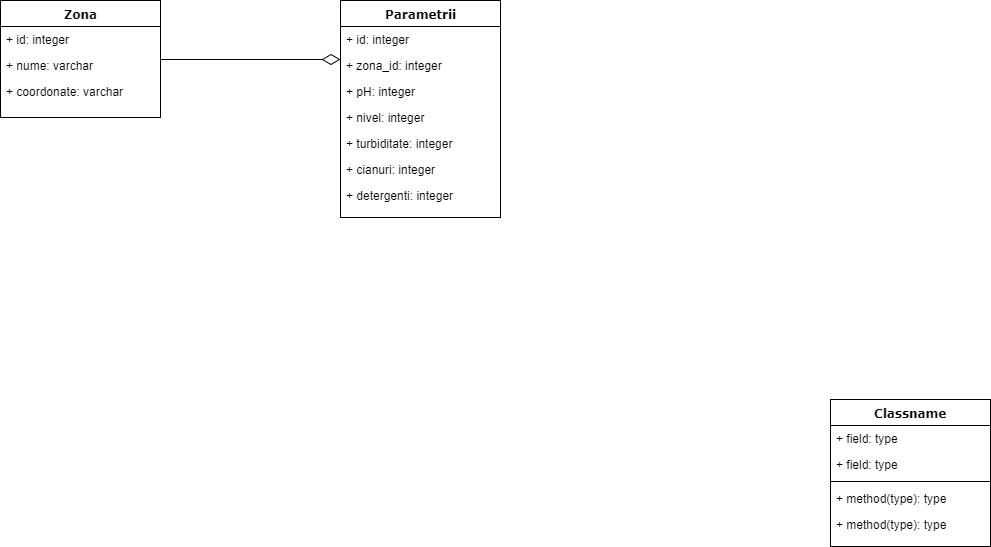 Zona
+ id: integer
+ nume: varchar
+ coordonate: varchar
Parametrii
+ id: integer
+ zona_id: integer
+ pH: integer
+ nivel: integer
+ turbiditate: integer
+ cianuri: integer
+ detergenti: integer
Classname
+ field: type
+ field: type
+ method(type): type
+ method(type): type